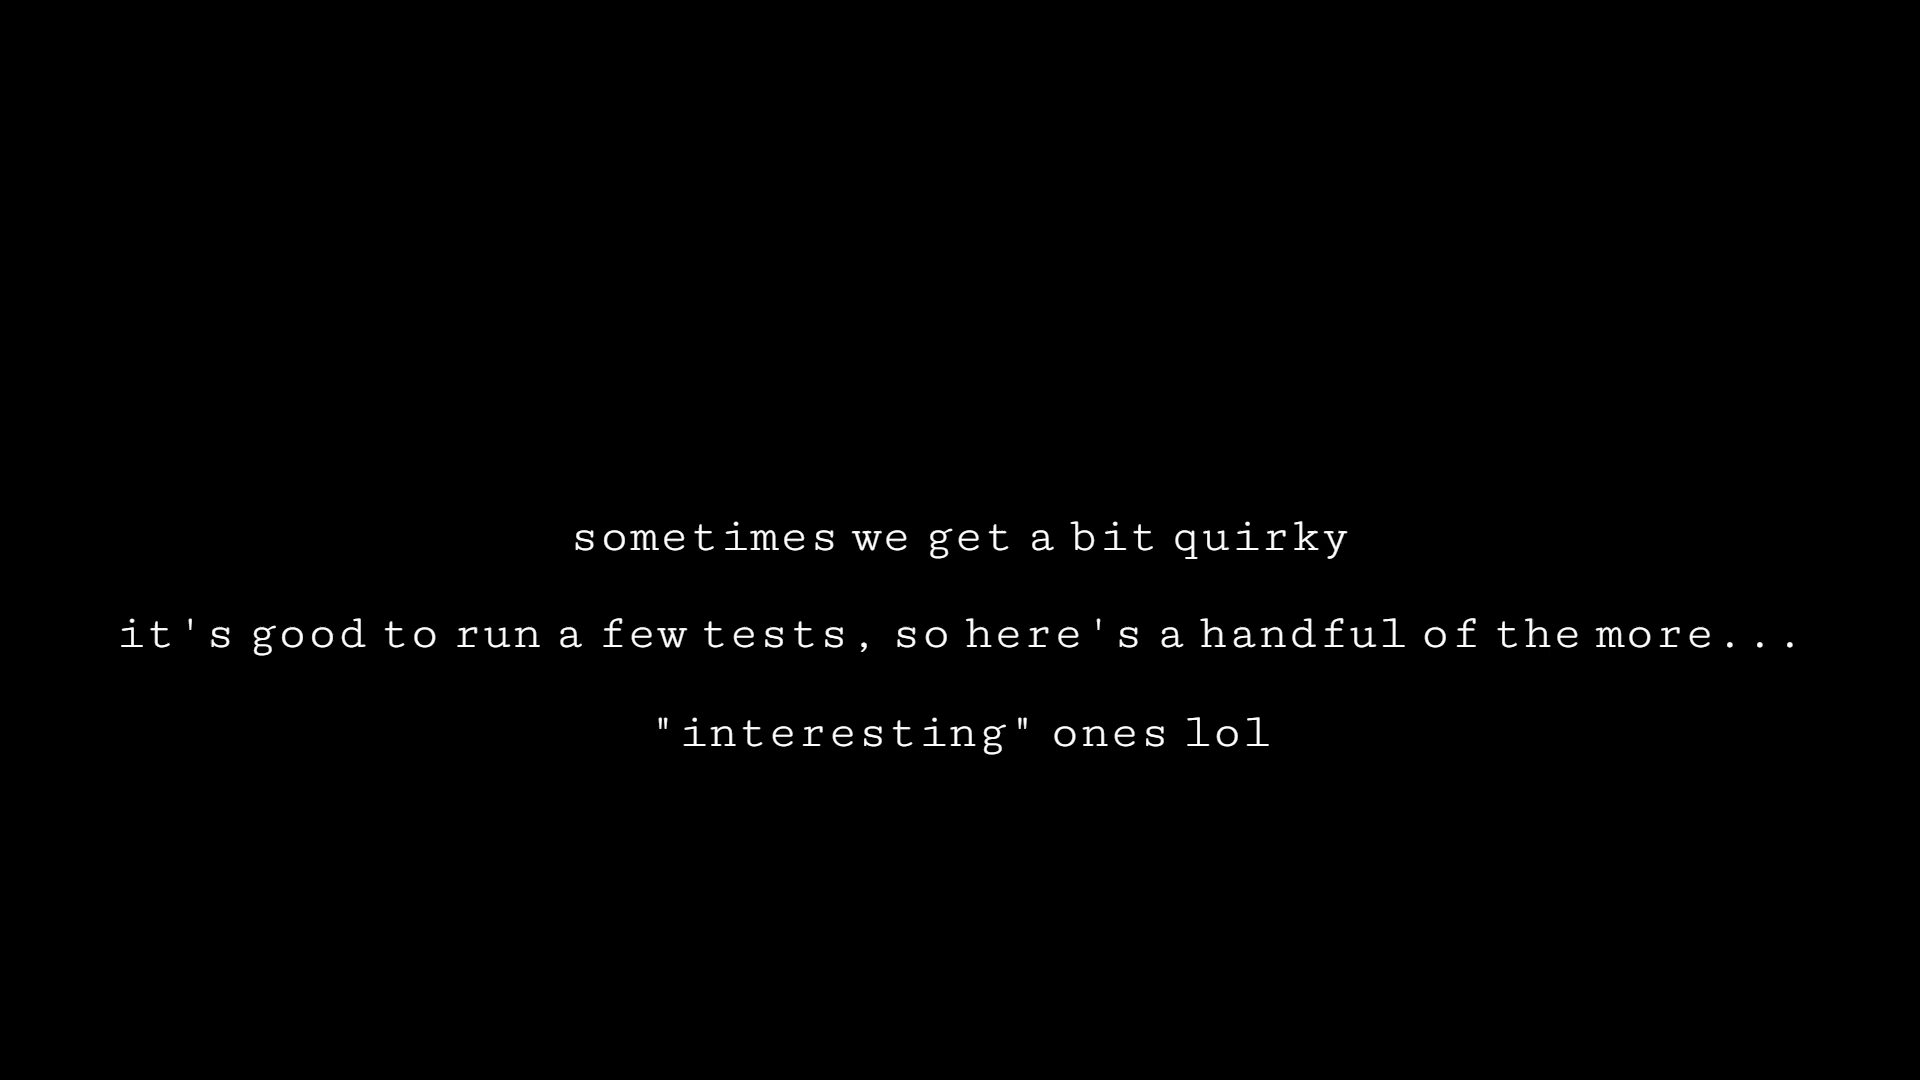 sometimes we get a bit quirky
it's good to run a few tests, so here's a handful of the more...
"interesting" ones lol